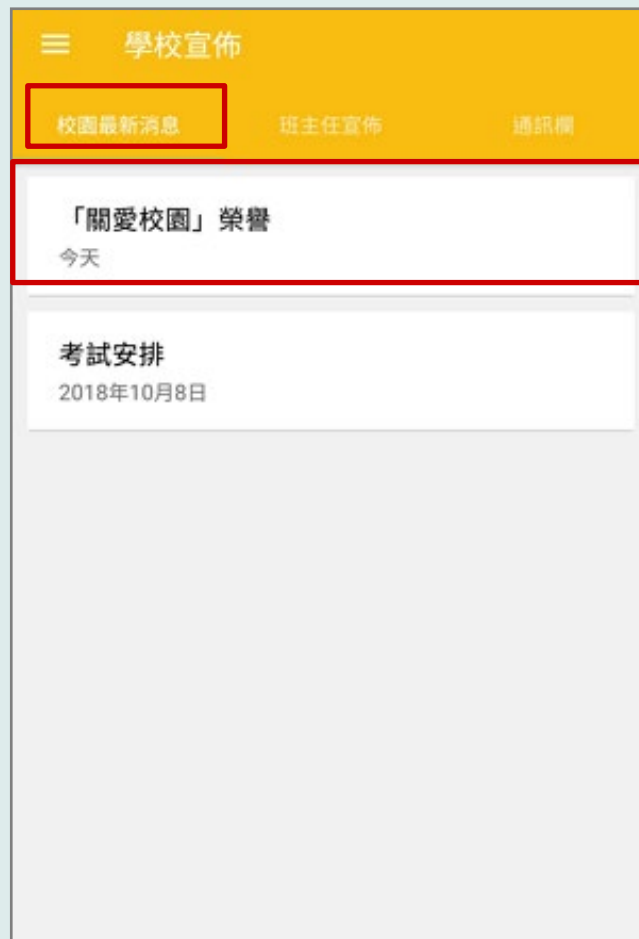 學校宣佈
校園最新消息 班主任宣佈 通訊欄
「關愛校園」榮譽
今天
考試安排
2018年10月8日